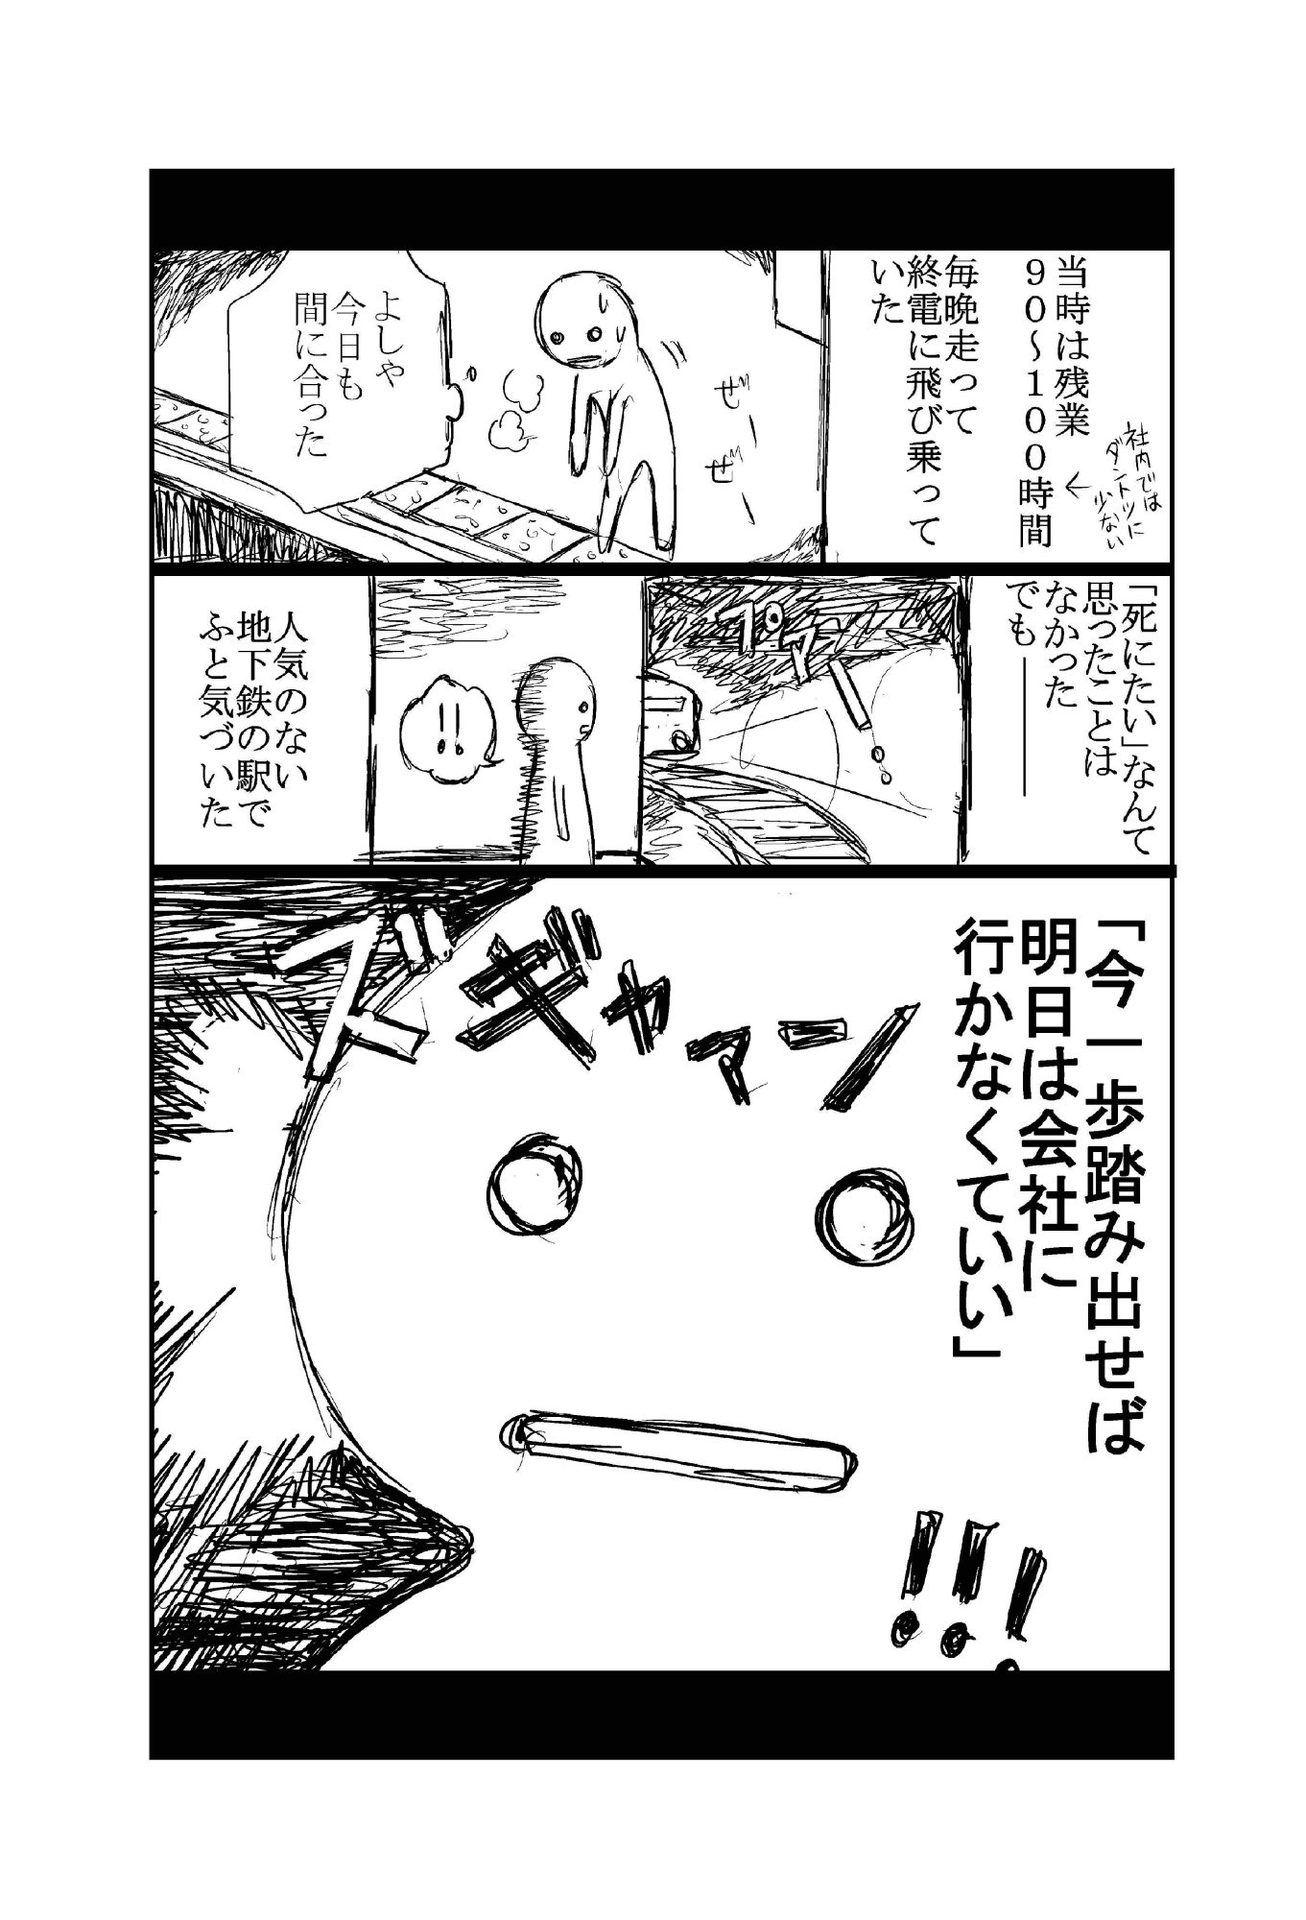 当時は残業
90〜100時間
←
社内では
ダントツに
少ない
毎晩走って
終電に飛び乗って
いた
ぜー
ぜー
よしゃ
今日も
間に合った
「死にたい」なんて
思ったことは
なかった
でも――
プァーン
!!
人気のない
地下鉄の駅で
ふと気づいた
「今一歩踏み出せば
明日は会社に
行かなくていい」
ズギャァーン
!!!